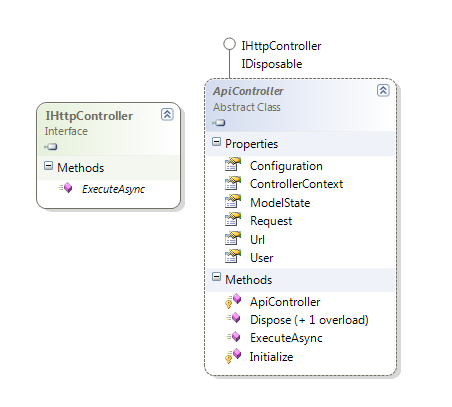 IHttpController
Interface
Methods
ExecuteAsync
IHttpController
IDisposable
ApiController
Abstract Class
Properties
Configuration
ControllerContext
ModelState
Request
Url
User
Methods
ApiController
Dispose (+ 1 overload)
ExecuteAsync
Initialize